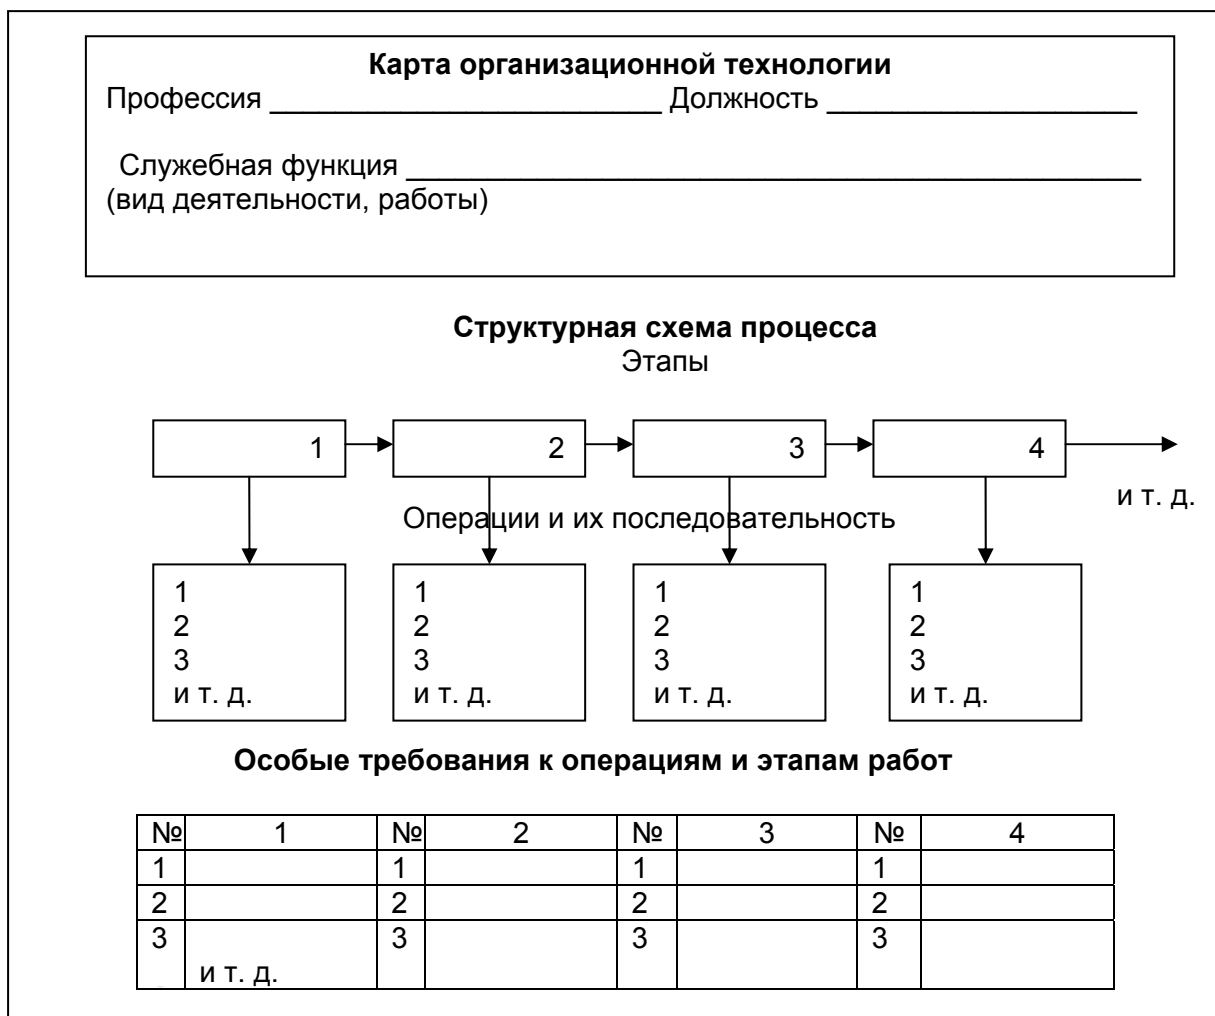 Карта организационной технологии
Профессия ________________________ Должность ___________________
Служебная функция _____________________________________________
(вид деятельности, работы)
Структурная схема процесса
Этапы
1 2 3 4
и т. д.
Операции и их последовательность
1 1 1 1
2 2 2 2
3 3 3 3
и т. д. и т. д. и т. д. и т. д.
Особые требования к операциям и этапам работ
№ 1 № 2 № 3 № 4
1 1 1 1
2 2 2 2
3 3 3 3
и т. д.